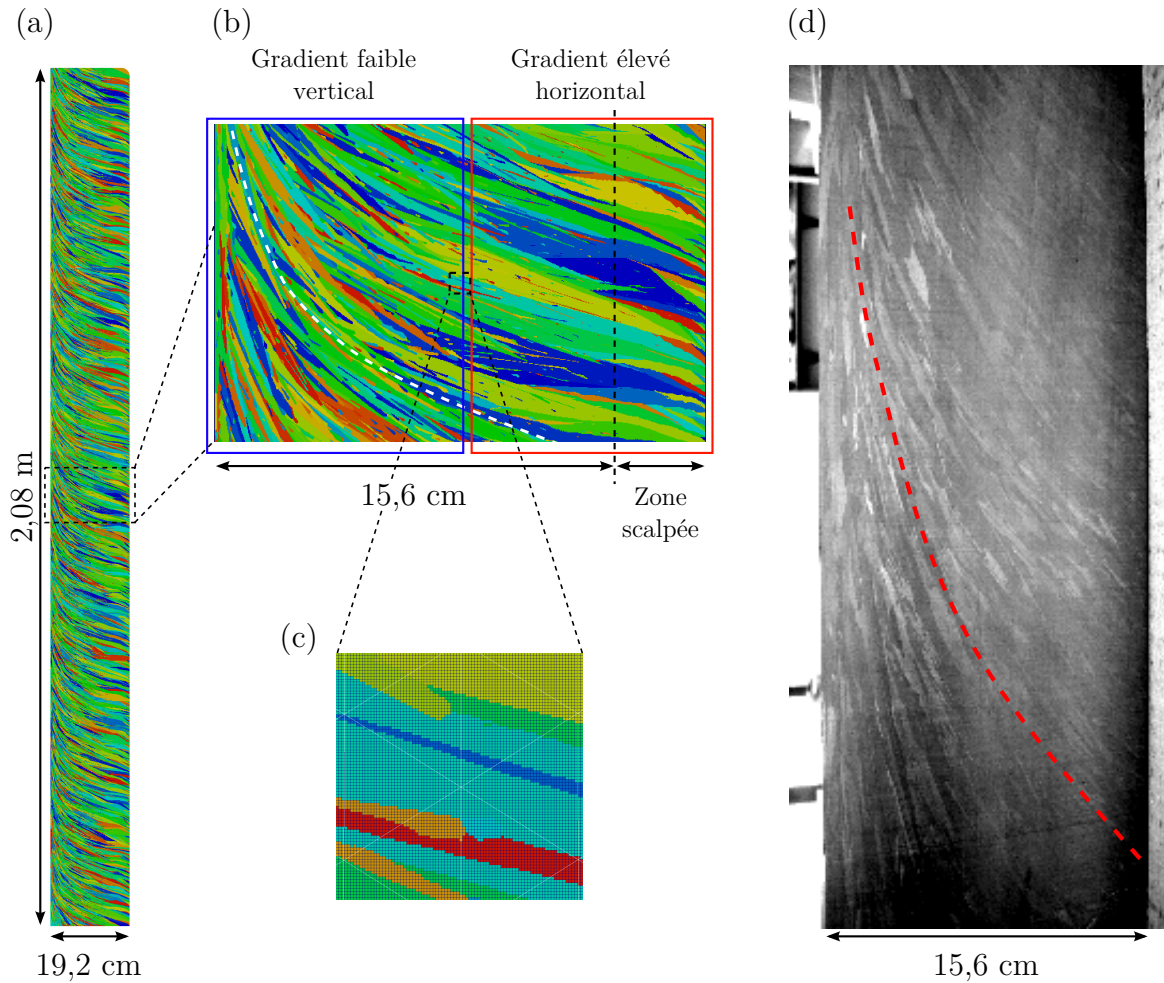 (a)
(b)
(d)
Gradient faible
vertical
Gradient élevé
horizontal
2,08 m
15,6 cm
Zone
scalpée
(c)
19,2 cm
15,6 cm